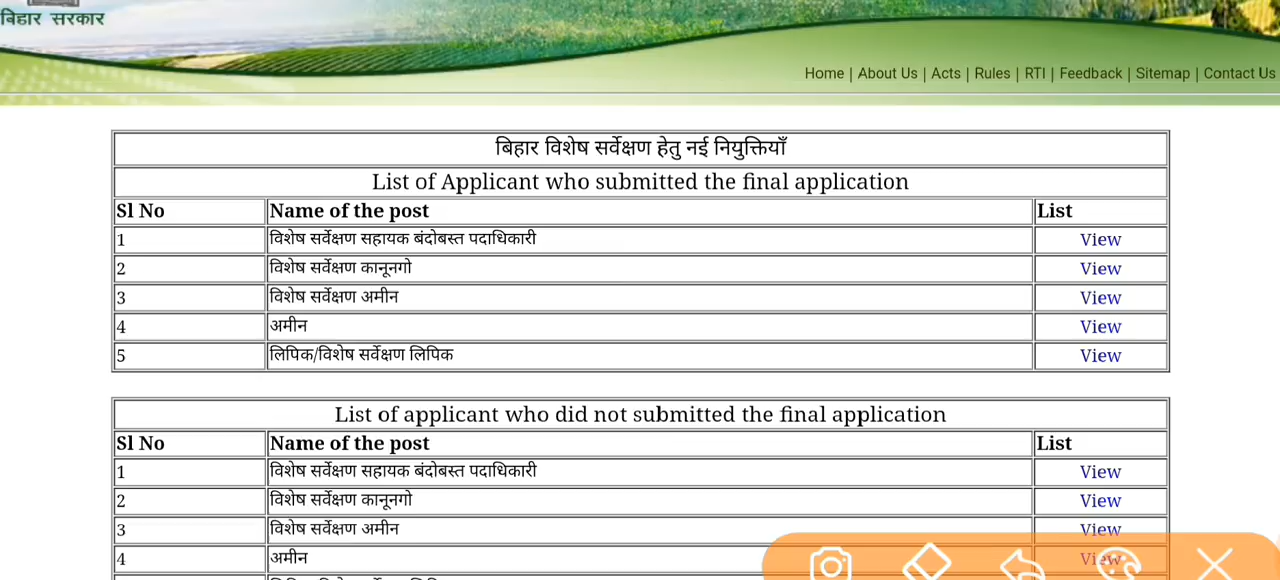 बिहार सरकार
Home | About Us | Acts | Rules | RTI | Feedback | Sitemap | Contact Us
बिहार विशेष सर्वेक्षण हेतु नई नियुक्तियाँ
List of Applicant who submitted the final application
Sl No Name of the post List
1 विशेष सर्वेक्षण सहायक बंदोबस्त पदाधिकारी View
2 विशेष सर्वेक्षण कानूनगो View
3 विशेष सर्वेक्षण अमीन View
4 अमीन View
5 लिपिक/विशेष सर्वेक्षण लिपिक View
List of applicant who did not submitted the final application
Sl No Name of the post List
1 विशेष सर्वेक्षण सहायक बंदोबस्त पदाधिकारी View
2 विशेष सर्वेक्षण कानूनगो View
3 विशेष सर्वेक्षण अमीन View
4 अमीन View